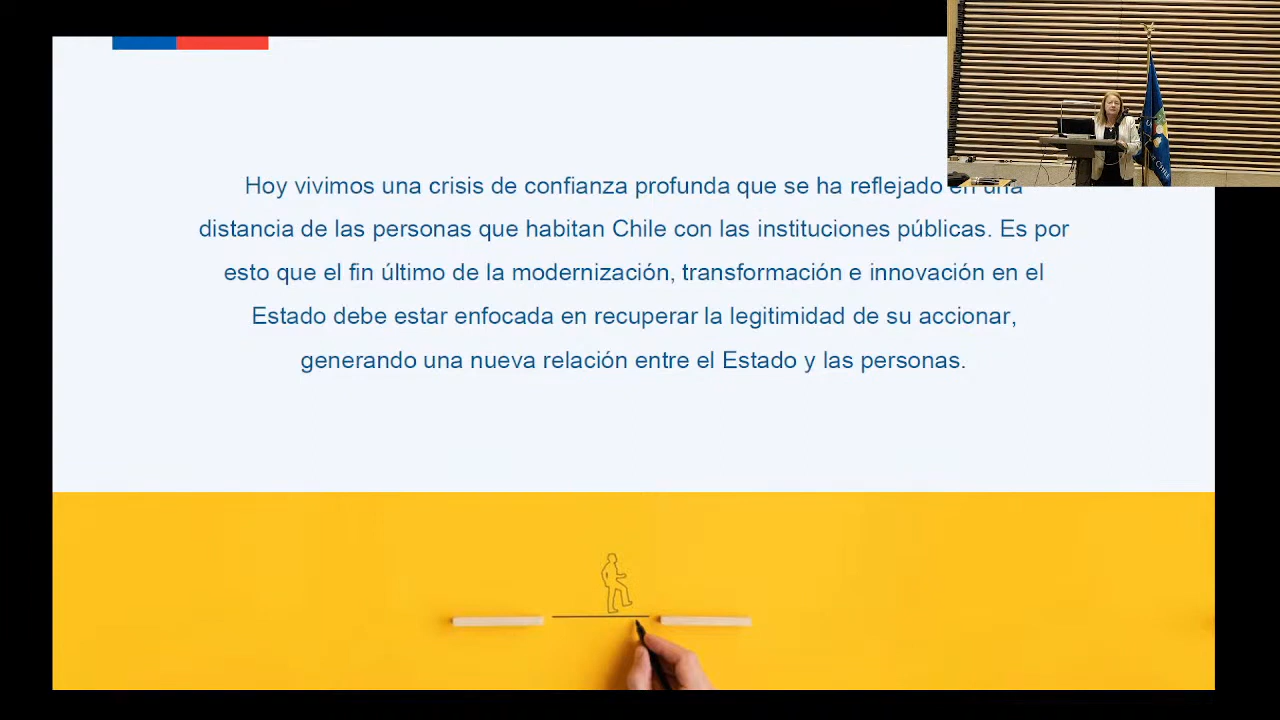 Hoy vivimos una crisis de confianza profunda que se ha reflejado en una
distancia de las personas que habitan Chile con las instituciones públicas. Es por
esto que el fin último de la modernización, transformación e innovación en el
Estado debe estar enfocada en recuperar la legitimidad de su accionar,
generando una nueva relación entre el Estado y las personas.